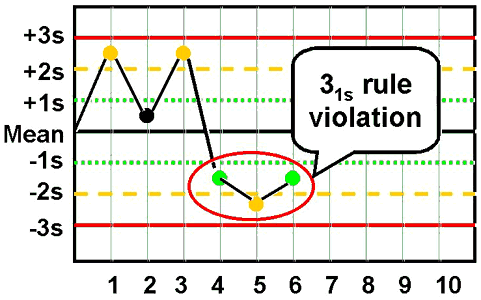 +3s
+2s
+1s
Mean
-1s
-2s
-3s
3₁ₛ rule
violation
1 2 3 4 5 6 7 8 9 10